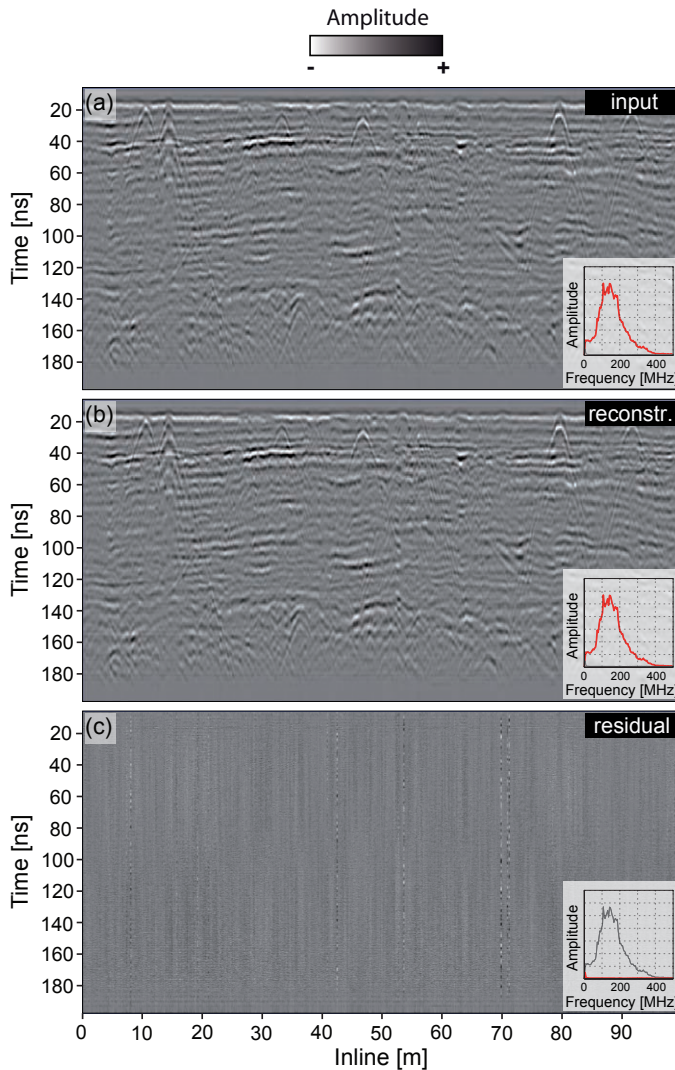 Amplitude
- +
(a) input
20
40
60
80
100
120
140
160
180
Time [ns]
Amplitude
0 200 400
Frequency [MHz]
(b) reconstr.
20
40
60
80
100
120
140
160
180
Time [ns]
Amplitude
0 200 400
Frequency [MHz]
(c) residual
20
40
60
80
100
120
140
160
180
Time [ns]
Amplitude
0 200 400
Frequency [MHz]
0 10 20 30 40 50 60 70 80 90
Inline [m]